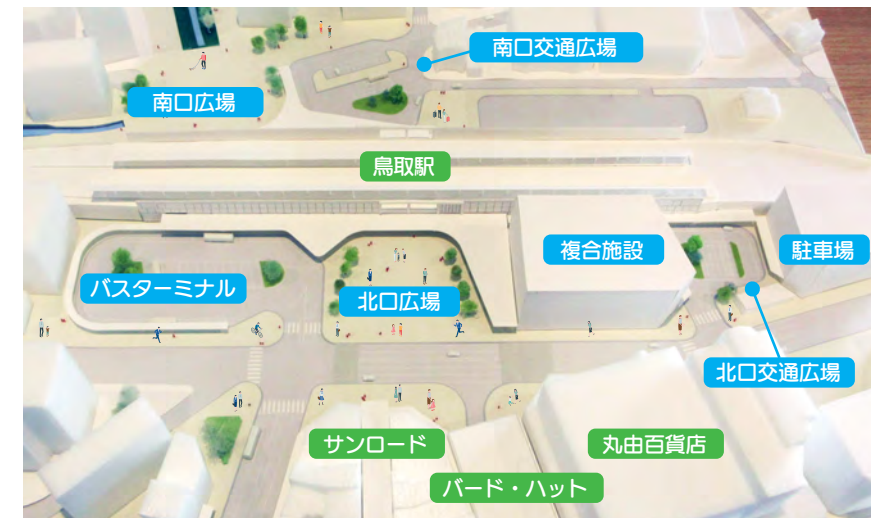 南口交通広場
南口広場
鳥取駅
複合施設
駐車場
バスターミナル
北口広場
北口交通広場
サンロード
丸由百貨店
バード・ハット